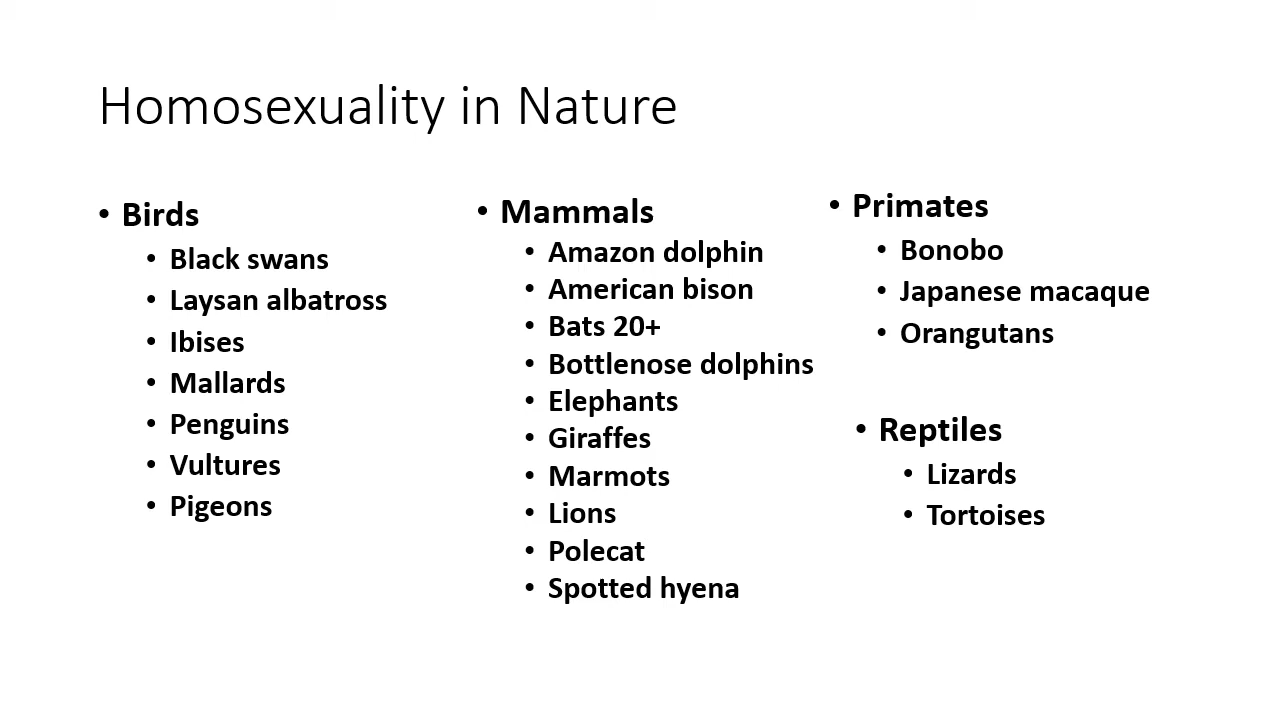 Homosexuality in Nature
• Birds
• Black swans
• Laysan albatross
• Ibises
• Mallards
• Penguins
• Vultures
• Pigeons
• Mammals
• Amazon dolphin
• American bison
• Bats 20+
• Bottlenose dolphins
• Elephants
• Giraffes
• Marmots
• Lions
• Polecat
• Spotted hyena
• Primates
• Bonobo
• Japanese macaque
• Orangutans
• Reptiles
• Lizards
• Tortoises